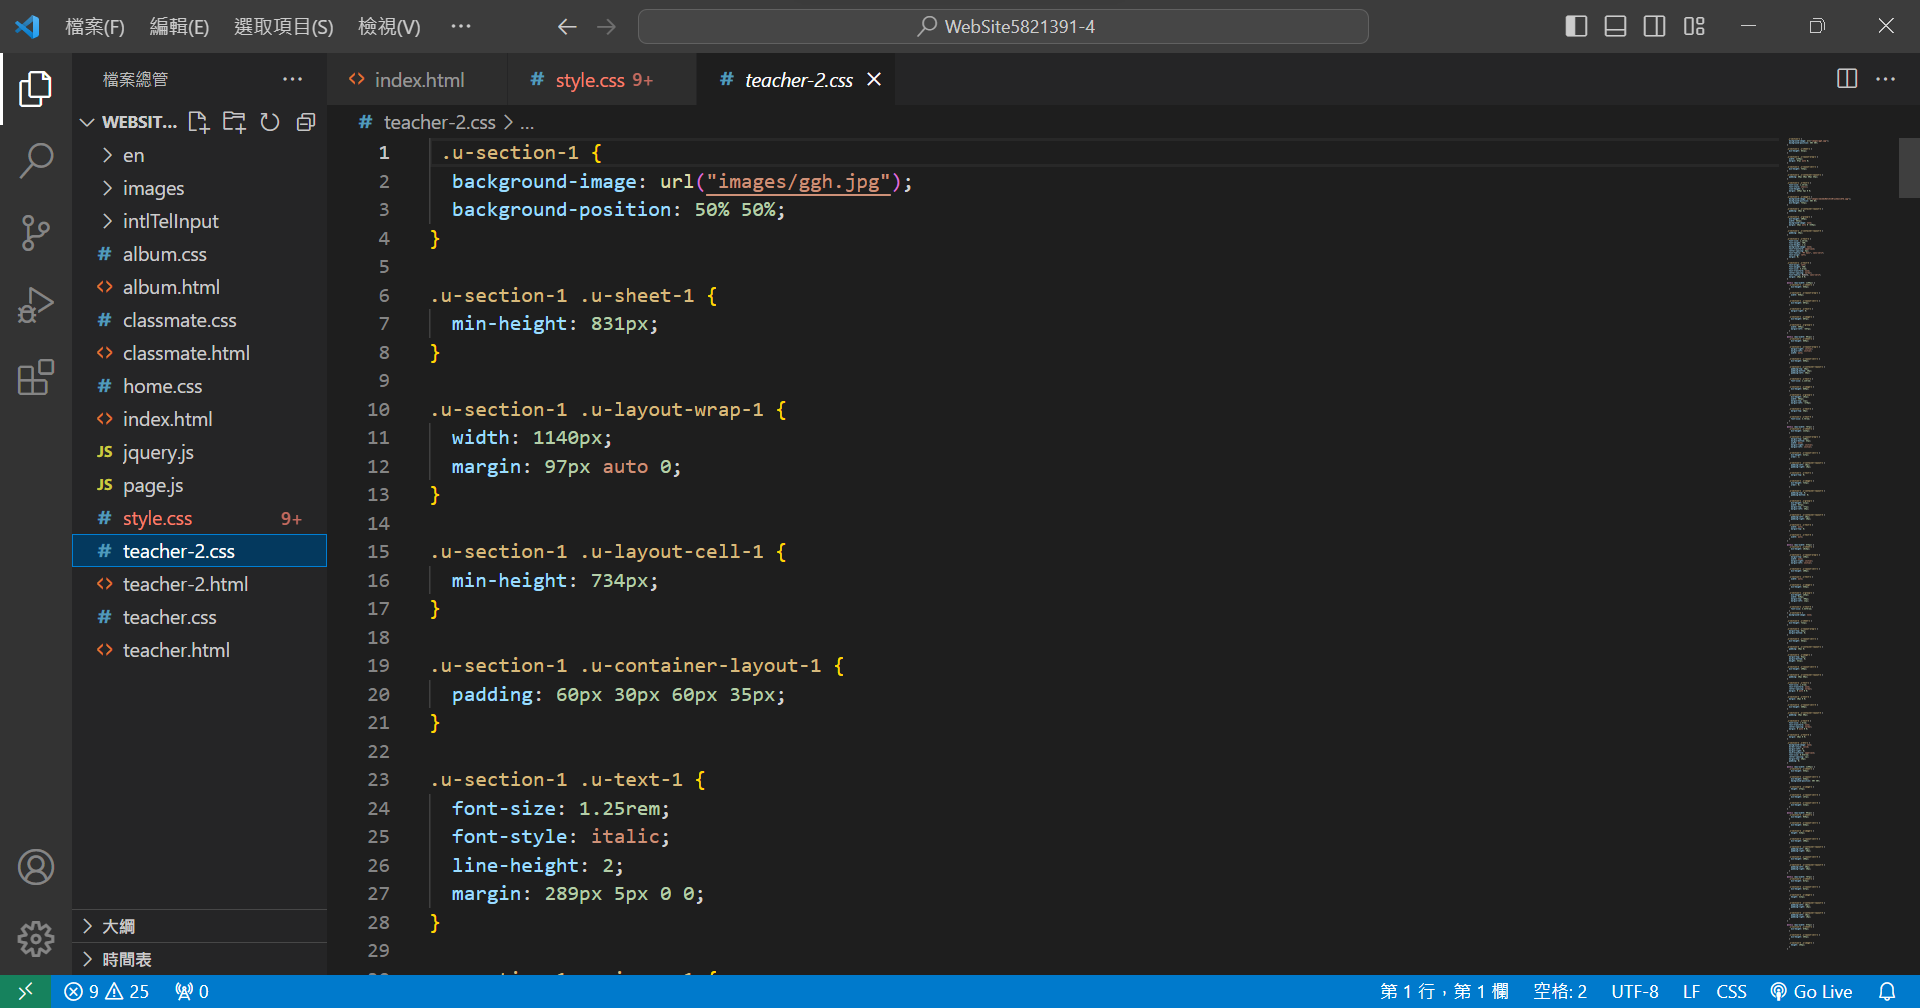 檔案(F) 編輯(E) 選取項目(S) 檢視(V) ···
WebSite5821391-4
檔案總管 ···
WEBSIT...
en
images
intlTelInput
# album.css
<> album.html
# classmate.css
<> classmate.html
# home.css
<> index.html
JS jquery.js
JS page.js
# style.css 9+
# teacher-2.css
<> teacher-2.html
# teacher.css
<> teacher.html
大綱
時間表
<> index.html
# style.css 9+
# teacher-2.css
···
# teacher-2.css > ...
1 .u-section-1 {
2 background-image: url("images/ggh.jpg");
3 background-position: 50% 50%;
4 }
5
6 .u-section-1 .u-sheet-1 {
7 min-height: 831px;
8 }
9
10 .u-section-1 .u-layout-wrap-1 {
11 width: 1140px;
12 margin: 97px auto 0;
13 }
14
15 .u-section-1 .u-layout-cell-1 {
16 min-height: 734px;
17 }
18
19 .u-section-1 .u-container-layout-1 {
20 padding: 60px 30px 60px 35px;
21 }
22
23 .u-section-1 .u-text-1 {
24 font-size: 1.25rem;
25 font-style: italic;
26 line-height: 2;
27 margin: 289px 5px 0 0;
28 }
29
9 25 0
第 1 行，第 1 欄 空格: 2 UTF-8 LF CSS Go Live